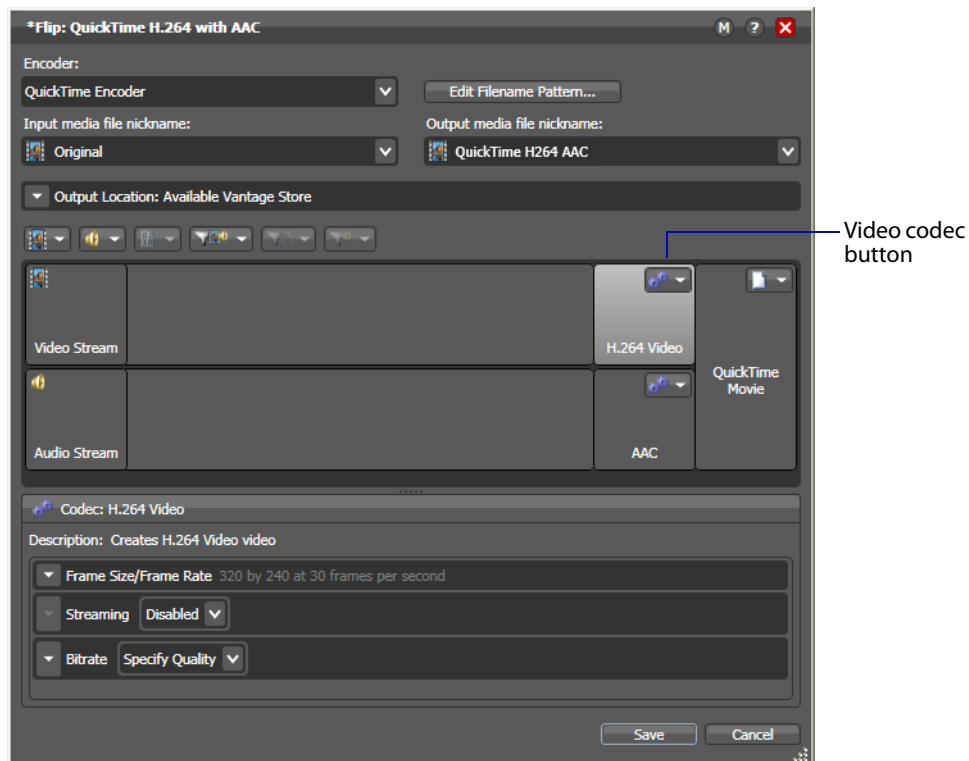 *Flip: QuickTime H.264 with AAC
M ?
Encoder:
QuickTime Encoder
Edit Filename Pattern...
Input media file nickname:
Output media file nickname:
Original
QuickTime H264 AAC
Output Location: Available Vantage Store
Video codec
button
Video Stream
H.264 Video
QuickTime
Movie
Audio Stream
AAC
Codec: H.264 Video
Description: Creates H.264 Video video
Frame Size/Frame Rate 320 by 240 at 30 frames per second
Streaming Disabled
Bitrate Specify Quality
Save
Cancel